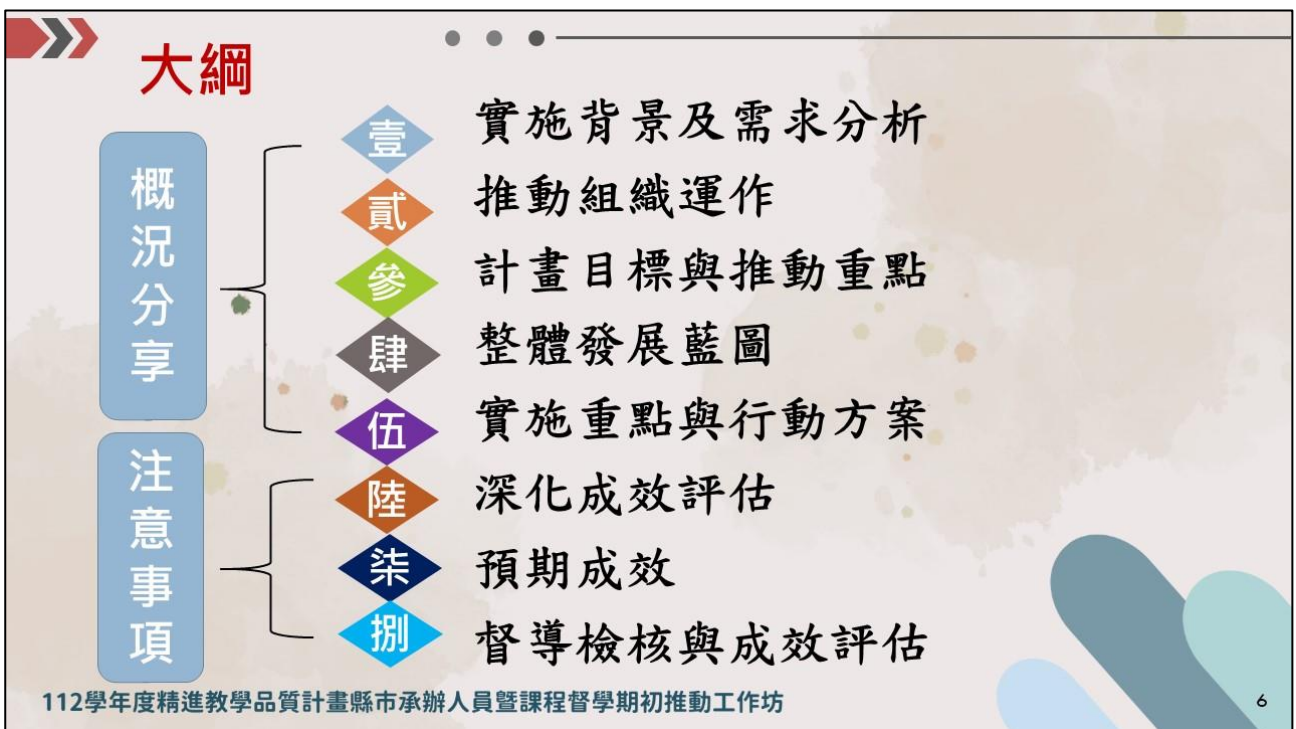 大綱
概況分享
壹 實施背景及需求分析
貳 推動組織運作
參 計畫目標與推動重點
肆 整體發展藍圖
伍 實施重點與行動方案
注意事項
陸 深化成效評估
柒 預期成效
捌 督導檢核與成效評估
112學年度精進教學品質計畫縣市承辦人員暨課程督學期初推動工作坊
6